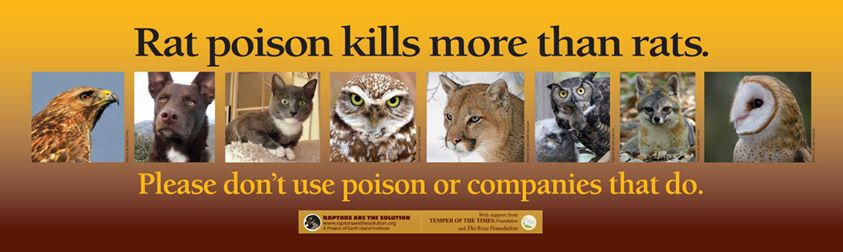 Rat poison kills more than rats.
Please don't use poison or companies that do.
RAPTORS ARE THE SOLUTION
www.raptorsarethesolution.org
A Project of Earth Island Institute
With support from
TEMPER OF THE TIMES Foundation
and The Rose Foundation